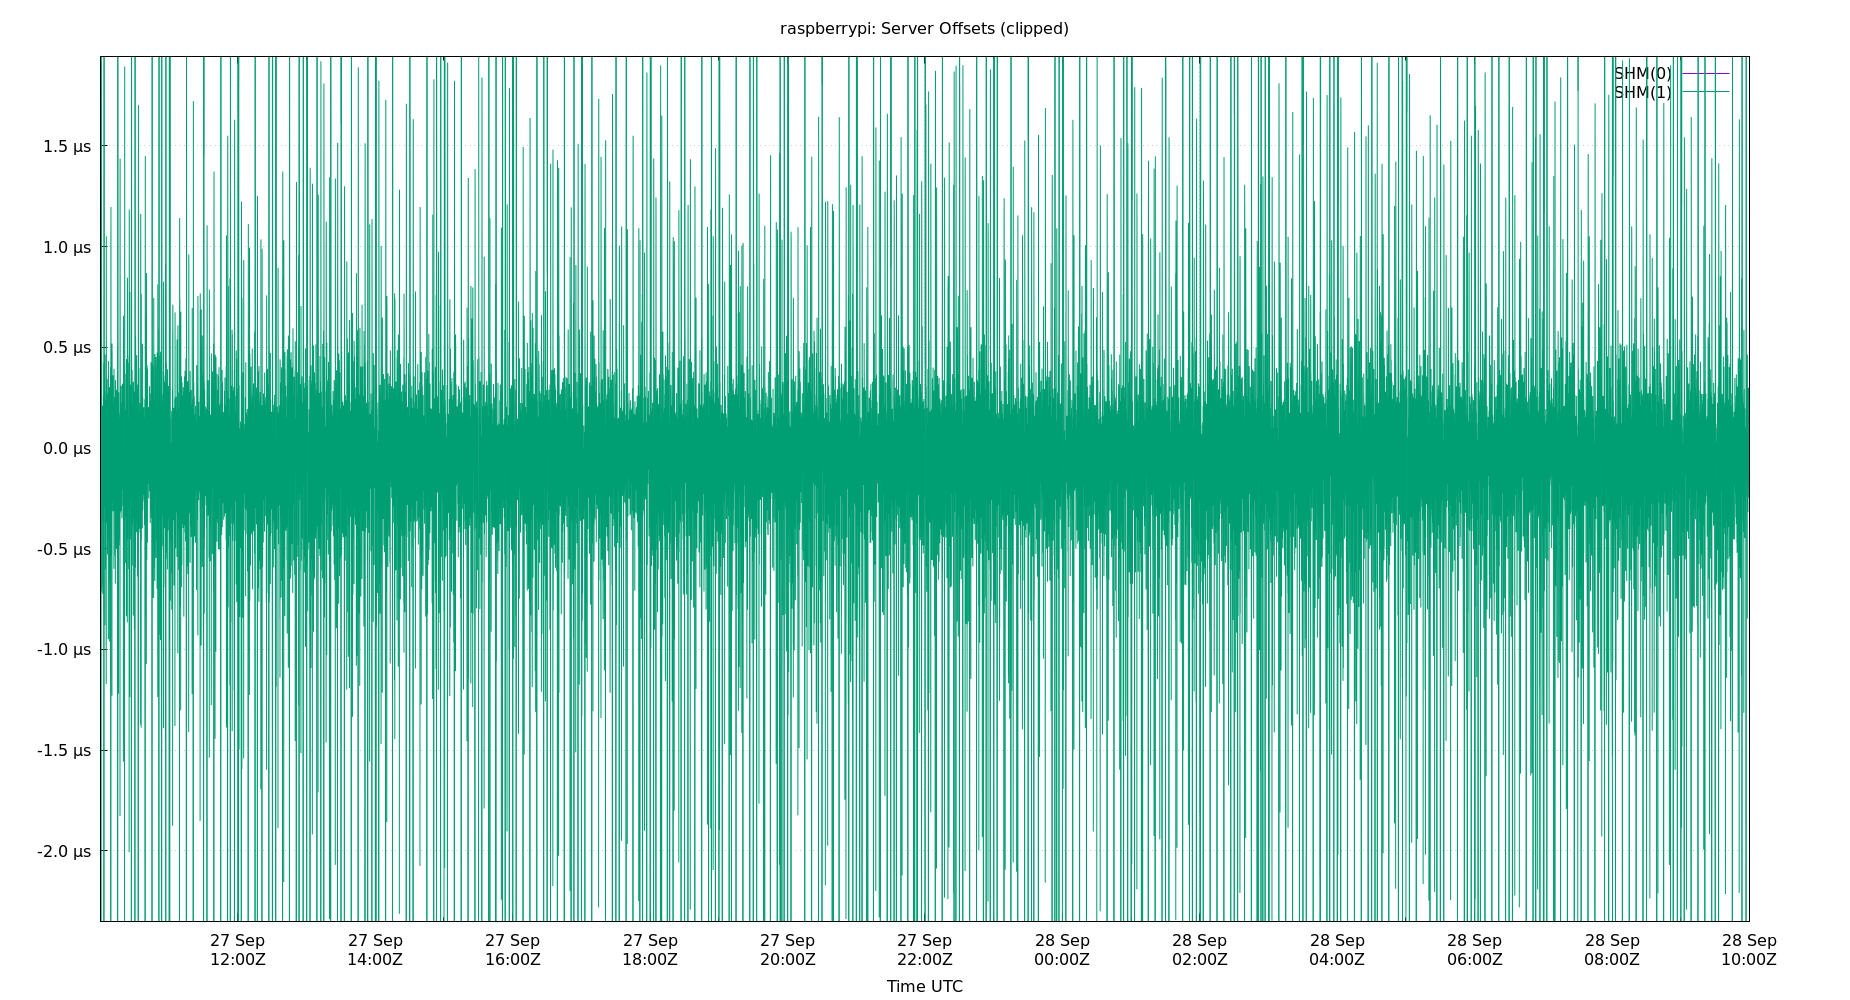 raspberrypi: Server Offsets (clipped)
SHM(0)
SHM(1)
1.5 µs
1.0 µs
0.5 µs
0.0 µs
-0.5 µs
-1.0 µs
-1.5 µs
-2.0 µs
27 Sep 27 Sep 27 Sep 27 Sep 27 Sep 27 Sep 28 Sep 28 Sep 28 Sep 28 Sep 28 Sep 28 Sep
12:00Z 14:00Z 16:00Z 18:00Z 20:00Z 22:00Z 00:00Z 02:00Z 04:00Z 06:00Z 08:00Z 10:00Z
Time UTC